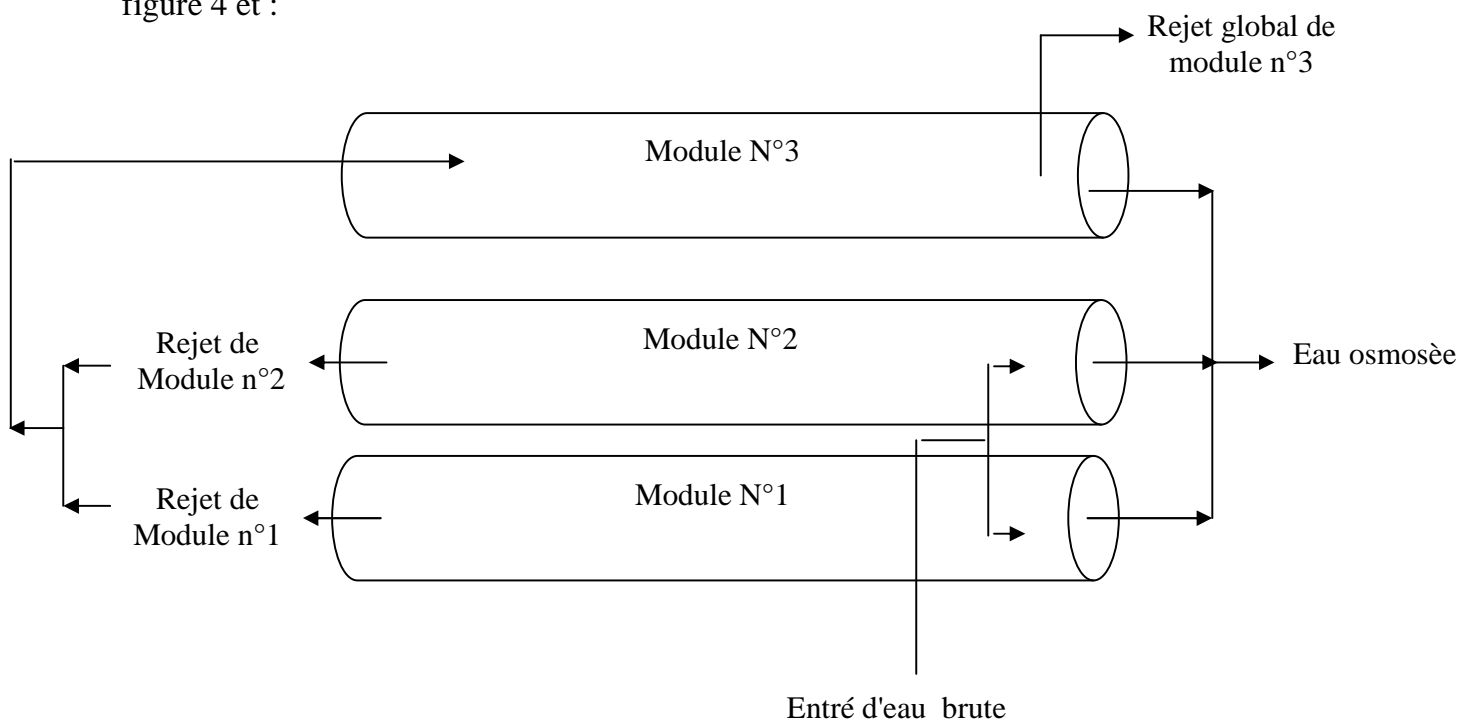 figure 4 et :
Rejet global de
module n°3
Module N°3
Module N°2
Rejet de
Module n°2
Eau osmosèe
Module N°1
Rejet de
Module n°1
Entré d'eau brute